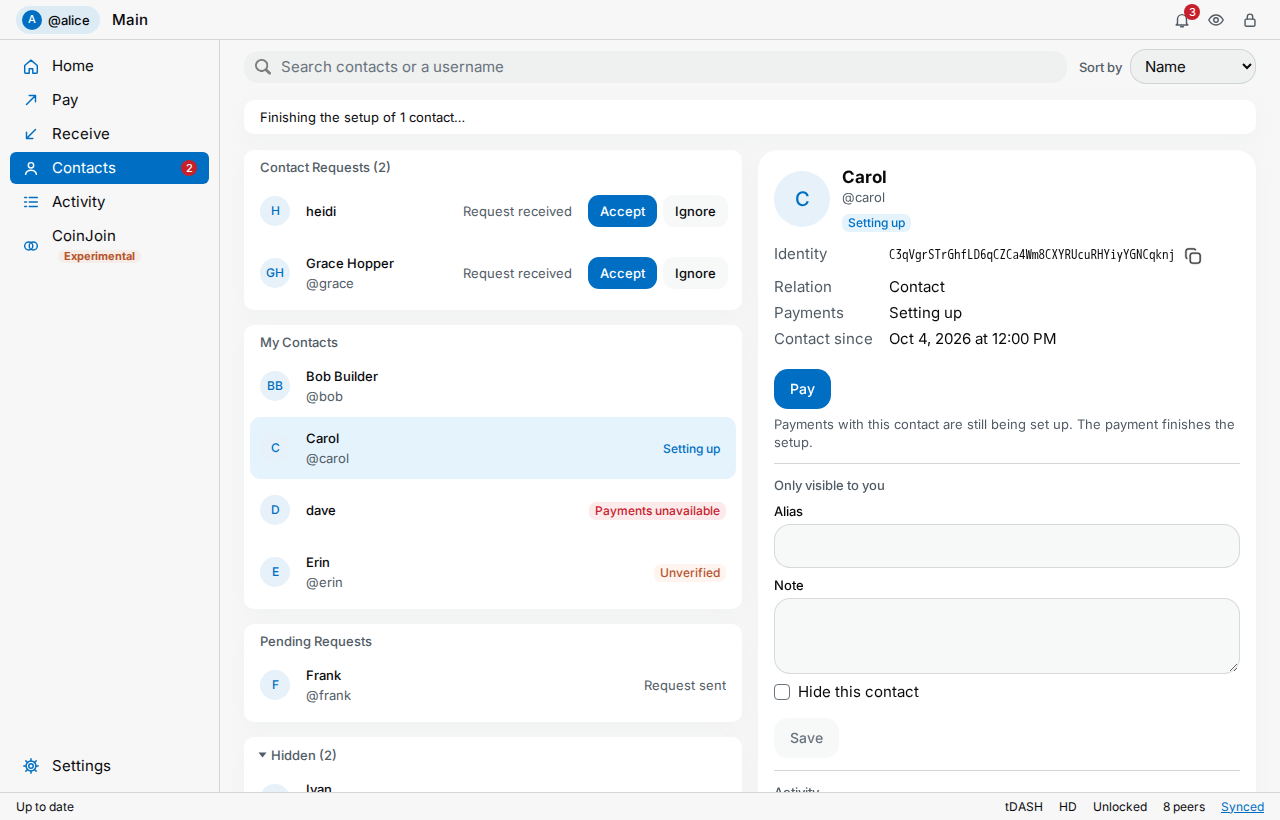 A @alice Main
3
Home
Pay
Receive
Contacts 2
Activity
CoinJoin
Experimental
Settings
Search contacts or a username
Sort by Name
Finishing the setup of 1 contact...
Contact Requests (2)
H heidi Request received Accept Ignore
GH Grace Hopper
@grace
Request received Accept Ignore
My Contacts
BB Bob Builder
@bob
C Carol
@carol
Setting up
D dave Payments unavailable
E Erin
@erin
Unverified
Pending Requests
F Frank
@frank
Request sent
Hidden (2)
Ivan
C Carol
@carol
Setting up
Identity C3qVgrSTrGhfLD6qCZCa4Wm8CXYRUcuRHYiyYGNCqknj
Relation Contact
Payments Setting up
Contact since Oct 4, 2026 at 12:00 PM
Pay
Payments with this contact are still being set up. The payment finishes the
setup.
Only visible to you
Alias
Note
Hide this contact
Save
Activity
Up to date
tDASH HD Unlocked 8 peers Synced